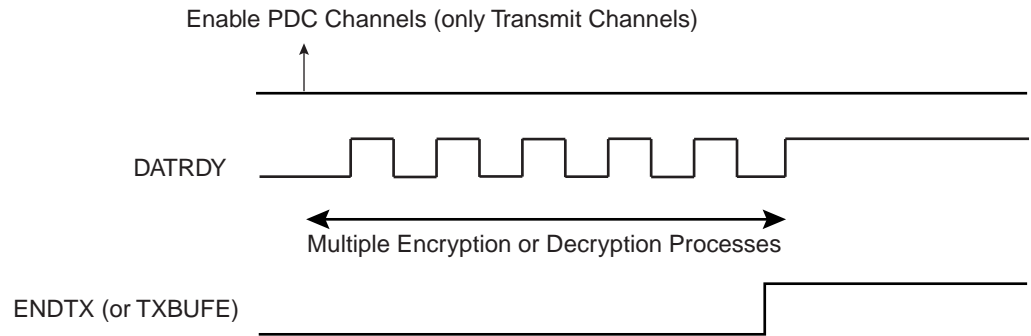 Enable PDC Channels (only Transmit Channels)
DATRDY
Multiple Encryption or Decryption Processes
ENDTX (or TXBUFE)